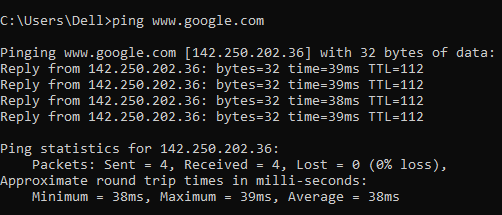 C:\Users\Dell>ping www.google.com
Pinging www.google.com [142.250.202.36] with 32 bytes of data:
Reply from 142.250.202.36: bytes=32 time=39ms TTL=112
Reply from 142.250.202.36: bytes=32 time=39ms TTL=112
Reply from 142.250.202.36: bytes=32 time=38ms TTL=112
Reply from 142.250.202.36: bytes=32 time=39ms TTL=112
Ping statistics for 142.250.202.36:
    Packets: Sent = 4, Received = 4, Lost = 0 (0% loss),
Approximate round trip times in milli-seconds:
    Minimum = 38ms, Maximum = 39ms, Average = 38ms